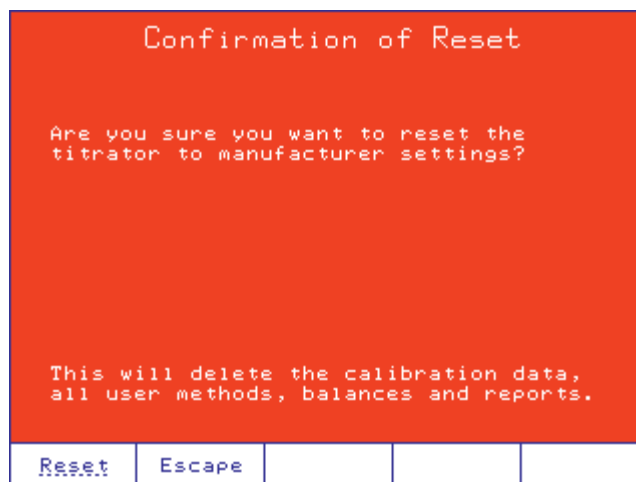 Confirmation of Reset
Are you sure you want to reset the
titrator to manufacturer settings?
This will delete the calibration data,
all user methods, balances and reports.
Reset Escape